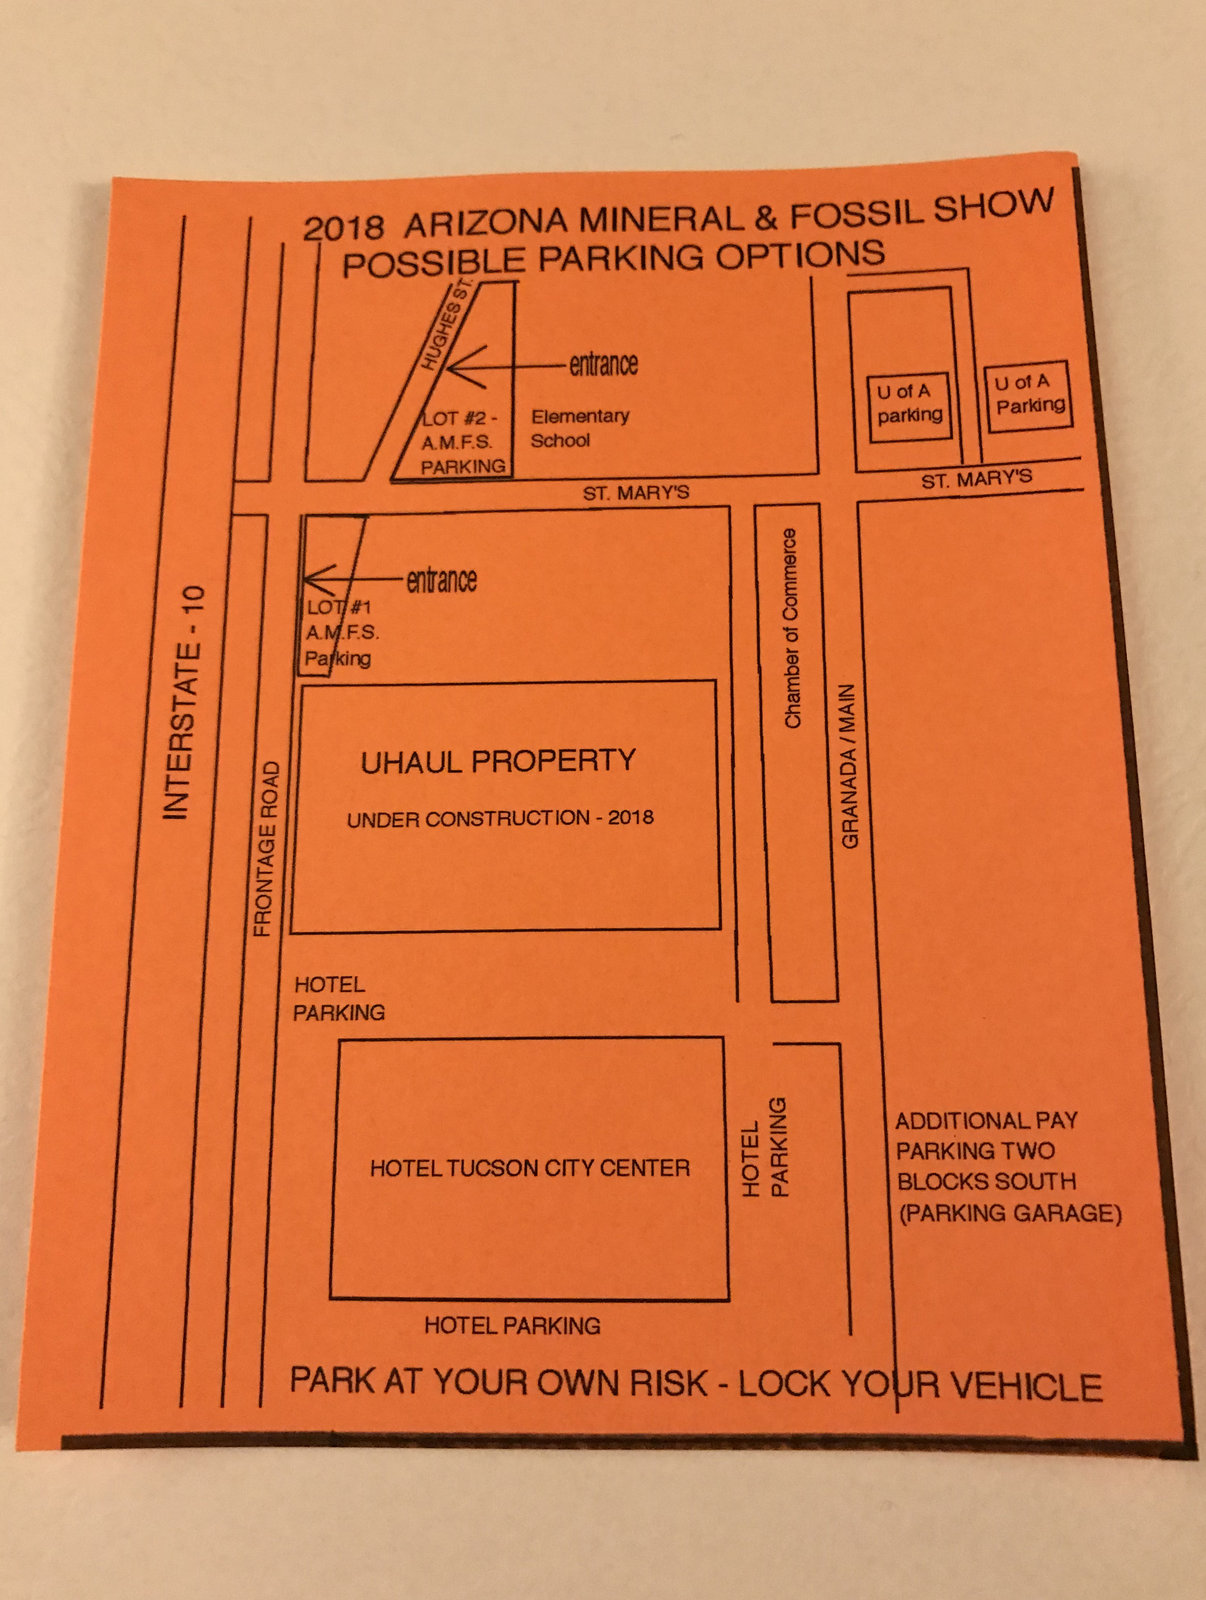 2018 ARIZONA MINERAL & FOSSIL SHOW
POSSIBLE PARKING OPTIONS
HUGHES ST.
entrance
LOT #2 -
A.M.F.S.
PARKING
Elementary
School
U of A
parking
U of A
Parking
ST. MARY'S
ST. MARY'S
entrance
LOT #1
A.M.F.S.
Parking
Chamber of Commerce
INTERSTATE - 10
FRONTAGE ROAD
GRANADA / MAIN
UHAUL PROPERTY
UNDER CONSTRUCTION - 2018
HOTEL
PARKING
HOTEL TUCSON CITY CENTER
HOTEL
PARKING
ADDITIONAL PAY
PARKING TWO
BLOCKS SOUTH
(PARKING GARAGE)
HOTEL PARKING
PARK AT YOUR OWN RISK - LOCK YOUR VEHICLE